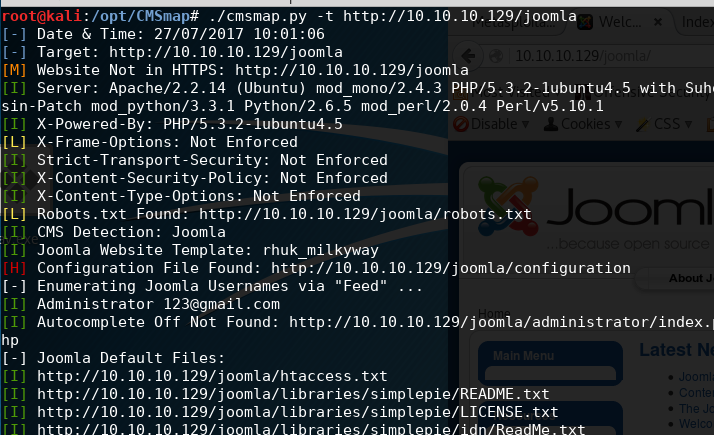 root@kali:/opt/CMSmap# ./cmsmap.py -t http://10.10.10.129/joomla
[-] Date & Time: 27/07/2017 10:01:06
[-] Target: http://10.10.10.129/joomla
[M] Website Not in HTTPS: http://10.10.10.129/joomla
[I] Server: Apache/2.2.14 (Ubuntu) mod_mono/2.4.3 PHP/5.3.2-1ubuntu4.5 with Suho
sin-Patch mod_python/3.3.1 Python/2.6.5 mod_perl/2.0.4 Perl/v5.10.1
[I] X-Powered-By: PHP/5.3.2-1ubuntu4.5
[L] X-Frame-Options: Not Enforced
[I] Strict-Transport-Security: Not Enforced
[I] X-Content-Security-Policy: Not Enforced
[I] X-Content-Type-Options: Not Enforced
[L] Robots.txt Found: http://10.10.10.129/joomla/robots.txt
[I] CMS Detection: Joomla
[I] Joomla Website Template: rhuk_milkyway
[H] Configuration File Found: http://10.10.10.129/joomla/configuration
[-] Enumerating Joomla Usernames via "Feed" ...
[I] Administrator 123@gmail.com
[I] Autocomplete Off Not Found: http://10.10.10.129/joomla/administrator/index.p
hp
[-] Joomla Default Files:
[I] http://10.10.10.129/joomla/htaccess.txt
[I] http://10.10.10.129/joomla/libraries/simplepie/README.txt
[I] http://10.10.10.129/joomla/libraries/simplepie/LICENSE.txt
[I] http://10.10.10.129/joomla/libraries/simplepie/idn/ReadMe.txt
Welc...
Index
10.10.10.129/joomla/
Disable
Cookies
CSS
Jooml
...because open source
About J
Home
Main Menu
Latest Ne
Joomla
Conten
The Jo
Welco